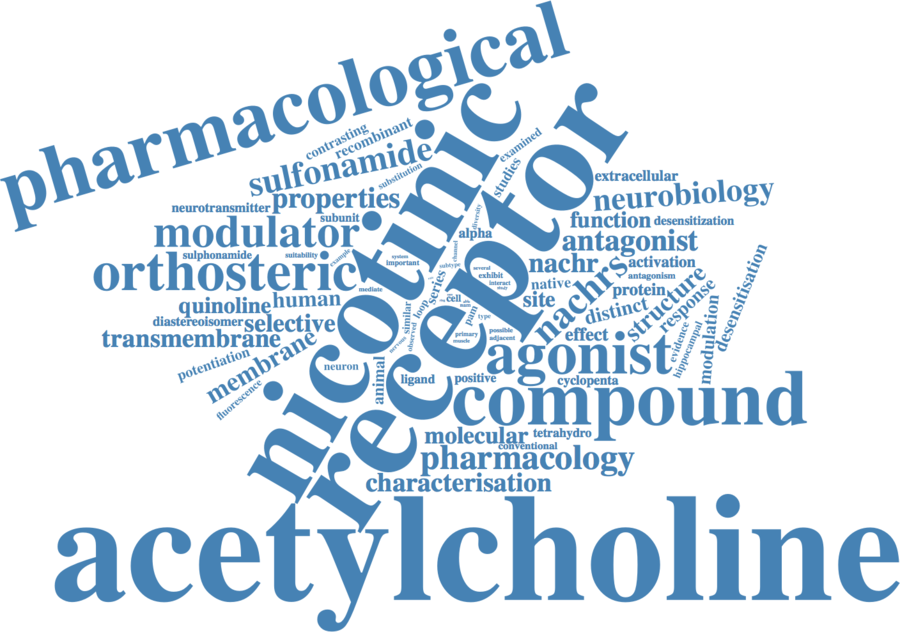 pharmacological
contrasting
recombinant
nicotinic
receptor
examined
studies
sulfonamide
substitution
extracellular
neurobiology
properties
neurotransmitter
subunit
diversity
function
desensitization
modulator
alpha
antagonist
sulphonamide
suitability
example
channel
system
important
subtype
several
exhibit
interact
study
nachr
activation
antagonism
orthosteric
mediate
series
nachrs
native
protein
structure
response
quinoline
human
cell
site
distinct
diastereoisomer
selective
similar
loop
pam
type
effect
evidence
hippocampal
modulation
desensitisation
transmembrane
membrane
nervous
observed
primary
muscle
possible
adjacent
agonist
potentiation
fluorescence
neuron
animal
ligand
positive
cyclopenta
compound
molecular
tetrahydro
conventional
pharmacology
characterisation
acetylcholine